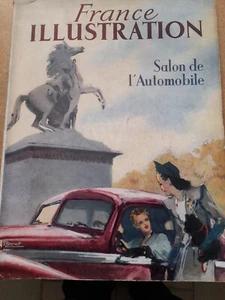 France
ILLUSTRATION
Salon de
l'Automobile